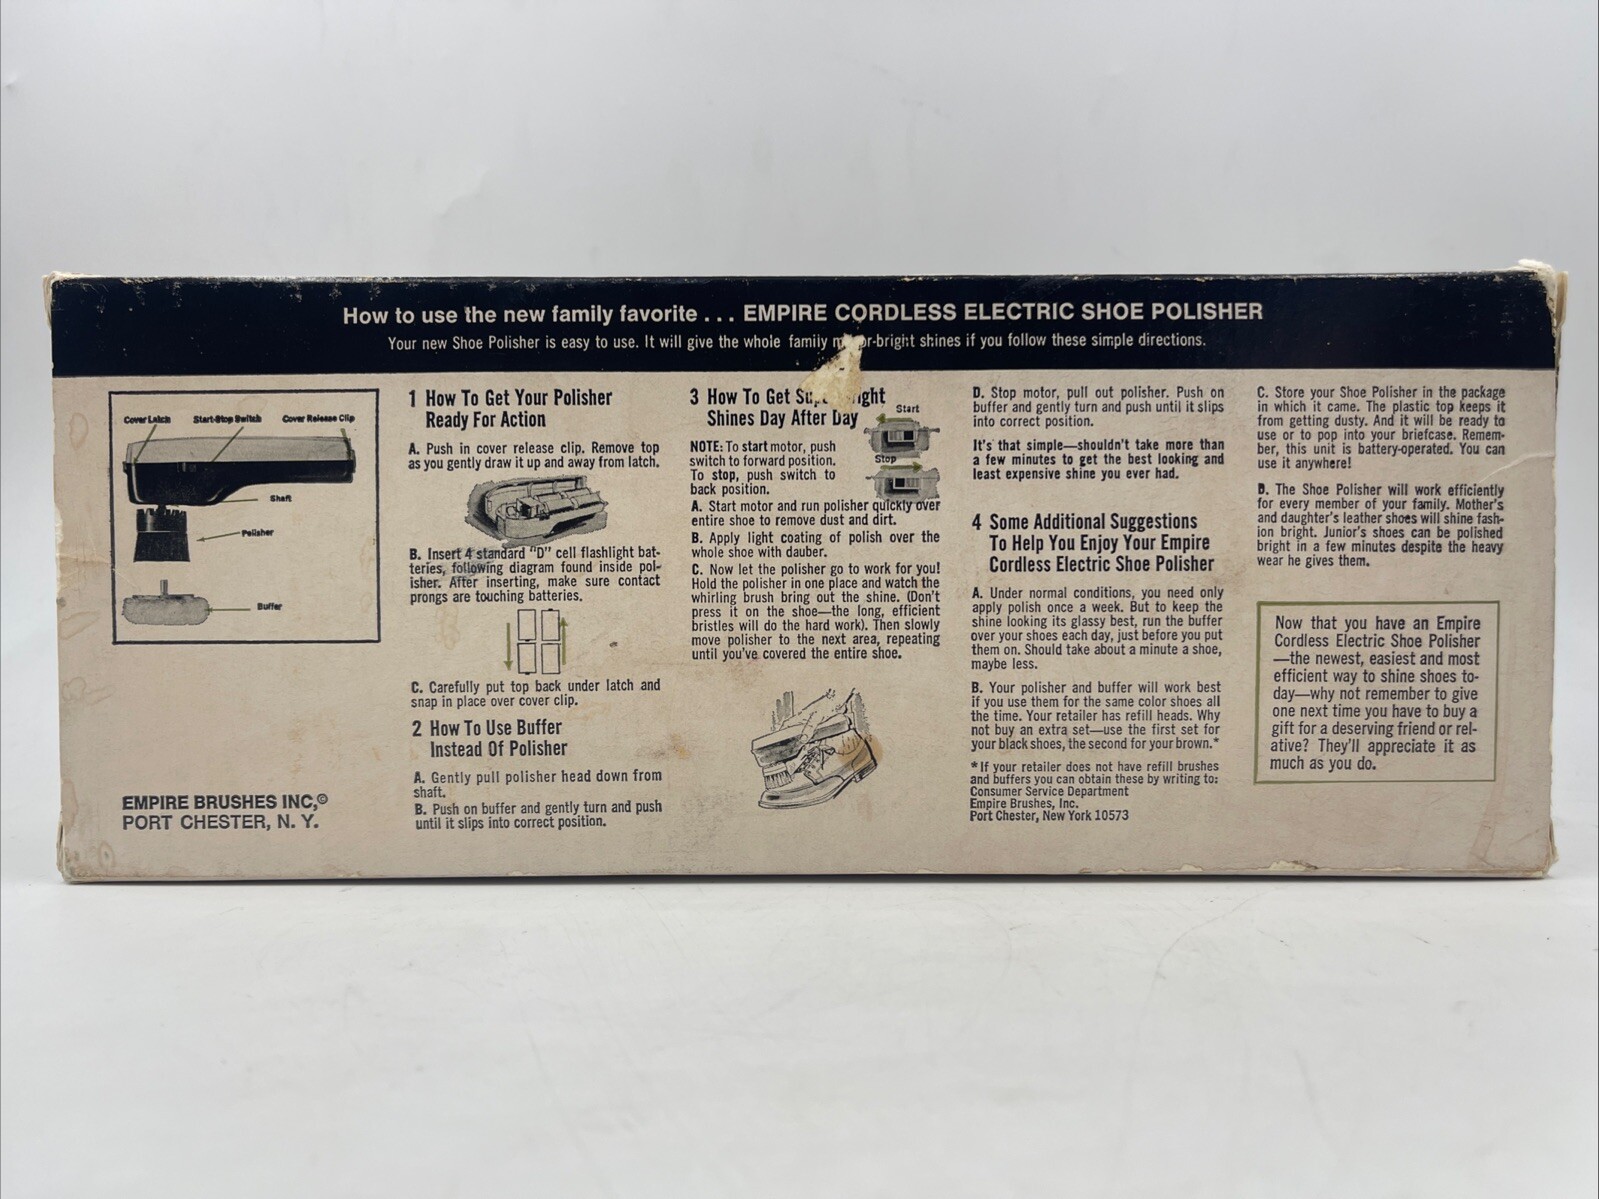 How to use the new family favorite . . . EMPIRE CORDLESS ELECTRIC SHOE POLISHER
Your new Shoe Polisher is easy to use. It will give the whole family bright shines if you follow these simple directions.
Cover Latch Start-Stop Switch Cover Release Clip
Shaft
Polisher
Buffer
EMPIRE BRUSHES INC,©
PORT CHESTER, N. Y.
1 How To Get Your Polisher
Ready For Action
A. Push in cover release clip. Remove top
as you gently draw it up and away from latch.
B. Insert 4 standard "D" cell flashlight bat-
teries, following diagram found inside pol-
isher. After inserting, make sure contact
prongs are touching batteries.
C. Carefully put top back under latch and
snap in place over cover clip.
2 How To Use Buffer
Instead Of Polisher
A. Gently pull polisher head down from
shaft.
B. Push on buffer and gently turn and push
until it slips into correct position.
3 How To Get
Shines Day After Day
Start
Stop
NOTE: To start motor, push
switch to forward position.
To stop, push switch to
back position.
A. Start motor and run polisher quickly over
entire shoe to remove dust and dirt.
B. Apply light coating of polish over the
whole shoe with dauber.
C. Now let the polisher go to work for you!
Hold the polisher in one place and watch the
whirling brush bring out the shine. (Don't
press it on the shoe—the long, efficient
bristles will do the hard work). Then slowly
move polisher to the next area, repeating
until you've covered the entire shoe.
D. Stop motor, pull out polisher. Push on
buffer and gently turn and push until it slips
into correct position.
It's that simple—shouldn't take more than
a few minutes to get the best looking and
least expensive shine you ever had.
4 Some Additional Suggestions
To Help You Enjoy Your Empire
Cordless Electric Shoe Polisher
A. Under normal conditions, you need only
apply polish once a week. But to keep the
shine looking its glassy best, run the buffer
over your shoes each day, just before you put
them on. Should take about a minute a shoe,
maybe less.
B. Your polisher and buffer will work best
if you use them for the same color shoes all
the time. Your retailer has refill heads. Why
not buy an extra set—use the first set for
your black shoes, the second for your brown.*
*If your retailer does not have refill brushes
and buffers you can obtain these by writing to:
Consumer Service Department
Empire Brushes, Inc.
Port Chester, New York 10573
C. Store your Shoe Polisher in the package
in which it came. The plastic top keeps it
from getting dusty. And it will be ready to
use or to pop into your briefcase. Remem-
ber, this unit is battery-operated. You can
use it anywhere!
D. The Shoe Polisher will work efficiently
for every member of your family. Mother's
and daughter's leather shoes will shine fash-
ion bright. Junior's shoes can be polished
bright in a few minutes despite the heavy
wear he gives them.
Now that you have an Empire
Cordless Electric Shoe Polisher
—the newest, easiest and most
efficient way to shine shoes to-
day—why not remember to give
one next time you have to buy a
gift for a deserving friend or rel-
ative? They'll appreciate it as
much as you do.